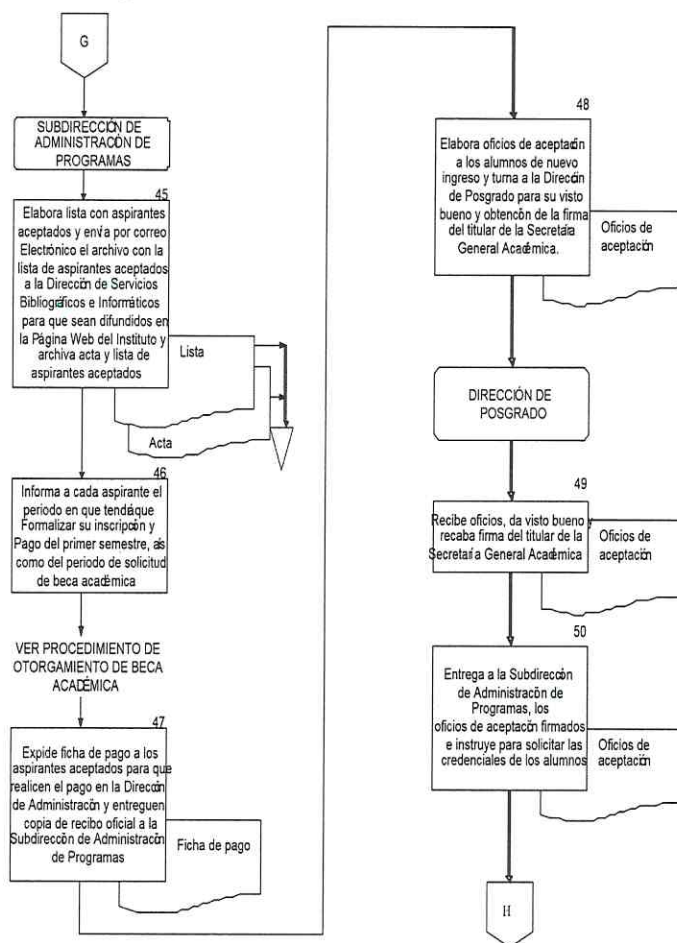 G
SUBDIRECCIÓN DE
ADMINISTRACÓN DE
PROGRAMAS
45
Elabora lista con aspirantes
aceptados y envía por correo
Electrónico el archivo con la
lista de aspirantes aceptados
a la Dirección de Servicios
Bibliográficos e Informáticos
para que sean difundidos en
la Página Web del Instituto y
archiva acta y lista de
aspirantes aceptados
Lista
Acta
46
Informa a cada aspirante el
periodo en que tendrá que
Formalizar su inscripción y
Pago del primer semestre, así
como del periodo de solicitud
de beca académica
VER PROCEDIMIENTO DE
OTORGAMIENTO DE BECA
ACADÉMICA
47
Expide ficha de pago a los
aspirantes aceptados para que
realicen el pago en la Direccón
de Administracón y entreguen
copia de recibo oficial a la
Subdirección de Administracón
de Programas
Ficha de pago
48
Elabora oficios de aceptación
a los alumnos de nuevo
ingreso y turna a la Direccón
de Posgrado para su visto
bueno y obtención de la firma
del titular de la Secretaía
General Académica.
Oficios de
aceptación
DIRECCIÓN DE
POSGRADO
49
Recibe oficios, da visto bueno y
recaba firma del titular de la
Secretaía General Académica
Oficios de
aceptación
50
Entrega a la Subdirección
de Administracón de
Programas, los
oficios de aceptación firmados
e instruye para solicitar las
credenciales de los alumnos
Oficios de
aceptación
H